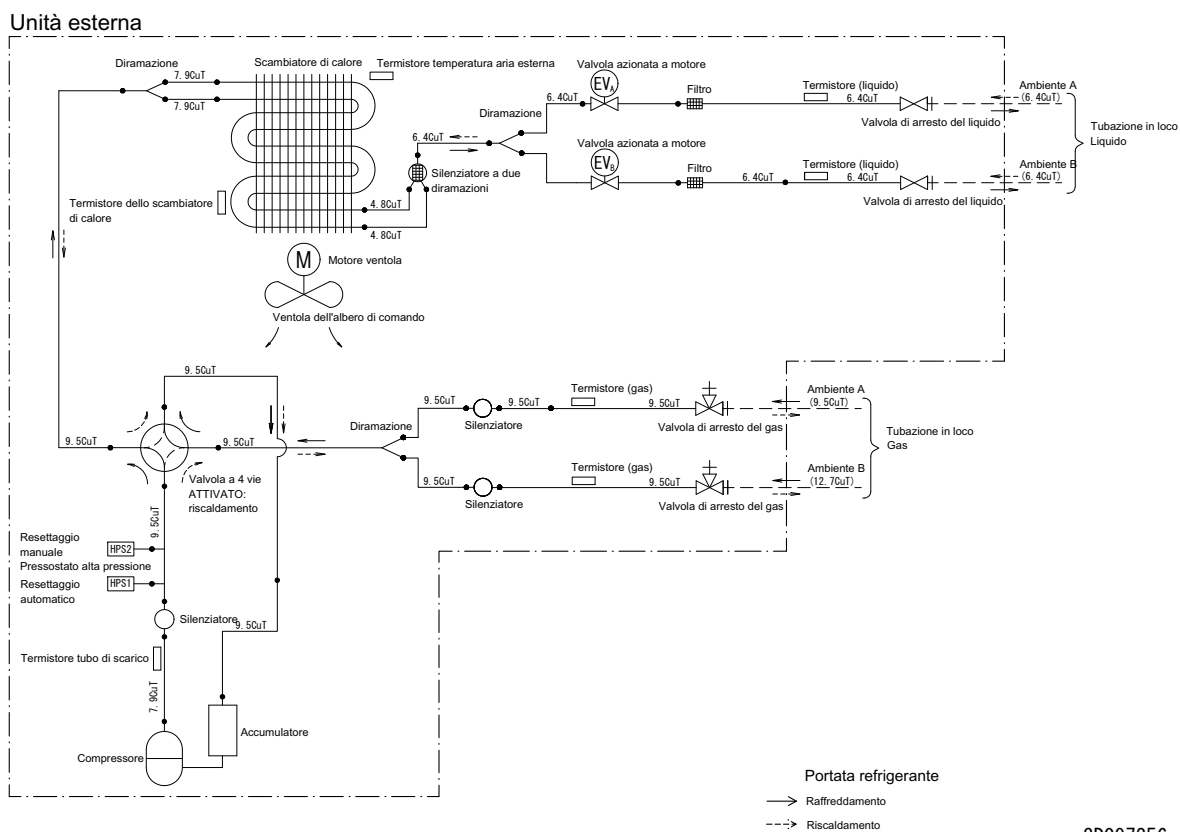 Unità esterna
Diramazione
7.9CuT
7.9CuT
Scambiatore di calore
Termistore temperatura aria esterna
Valvola azionata a motore
EVA
6.4CuT
Filtro
Termistore (liquido)
6.4CuT
Valvola di arresto del liquido
Ambiente A
(6.4CuT)
Diramazione
6.4CuT
Tubazione in loco
Liquido
Valvola azionata a motore
EVB
Filtro
6.4CuT
Termistore (liquido)
6.4CuT
Valvola di arresto del liquido
Ambiente B
(6.4CuT)
Silenziatore a due
diramazioni
Termistore dello scambiatore
di calore
4.8CuT
4.8CuT
M
Motore ventola
Ventola dell'albero di comando
9.5CuT
9.5CuT
9.5CuT
Diramazione
9.5CuT
Silenziatore
9.5CuT
Termistore (gas)
9.5CuT
Valvola di arresto del gas
Ambiente A
(9.5CuT)
Tubazione in loco
Gas
9.5CuT
Silenziatore
9.5CuT
Termistore (gas)
9.5CuT
Valvola di arresto del gas
Ambiente B
(12.7CuT)
Valvola a 4 vie
ATTIVATO:
riscaldamento
9.5CuT
Resettaggio
manuale
HPS2
Pressostato alta pressione
Resettaggio
automatico
HPS1
Silenziatore
9.5CuT
Termistore tubo di scarico
7.9CuT
Accumulatore
Compressore
Portata refrigerante
Raffreddamento
Riscaldamento